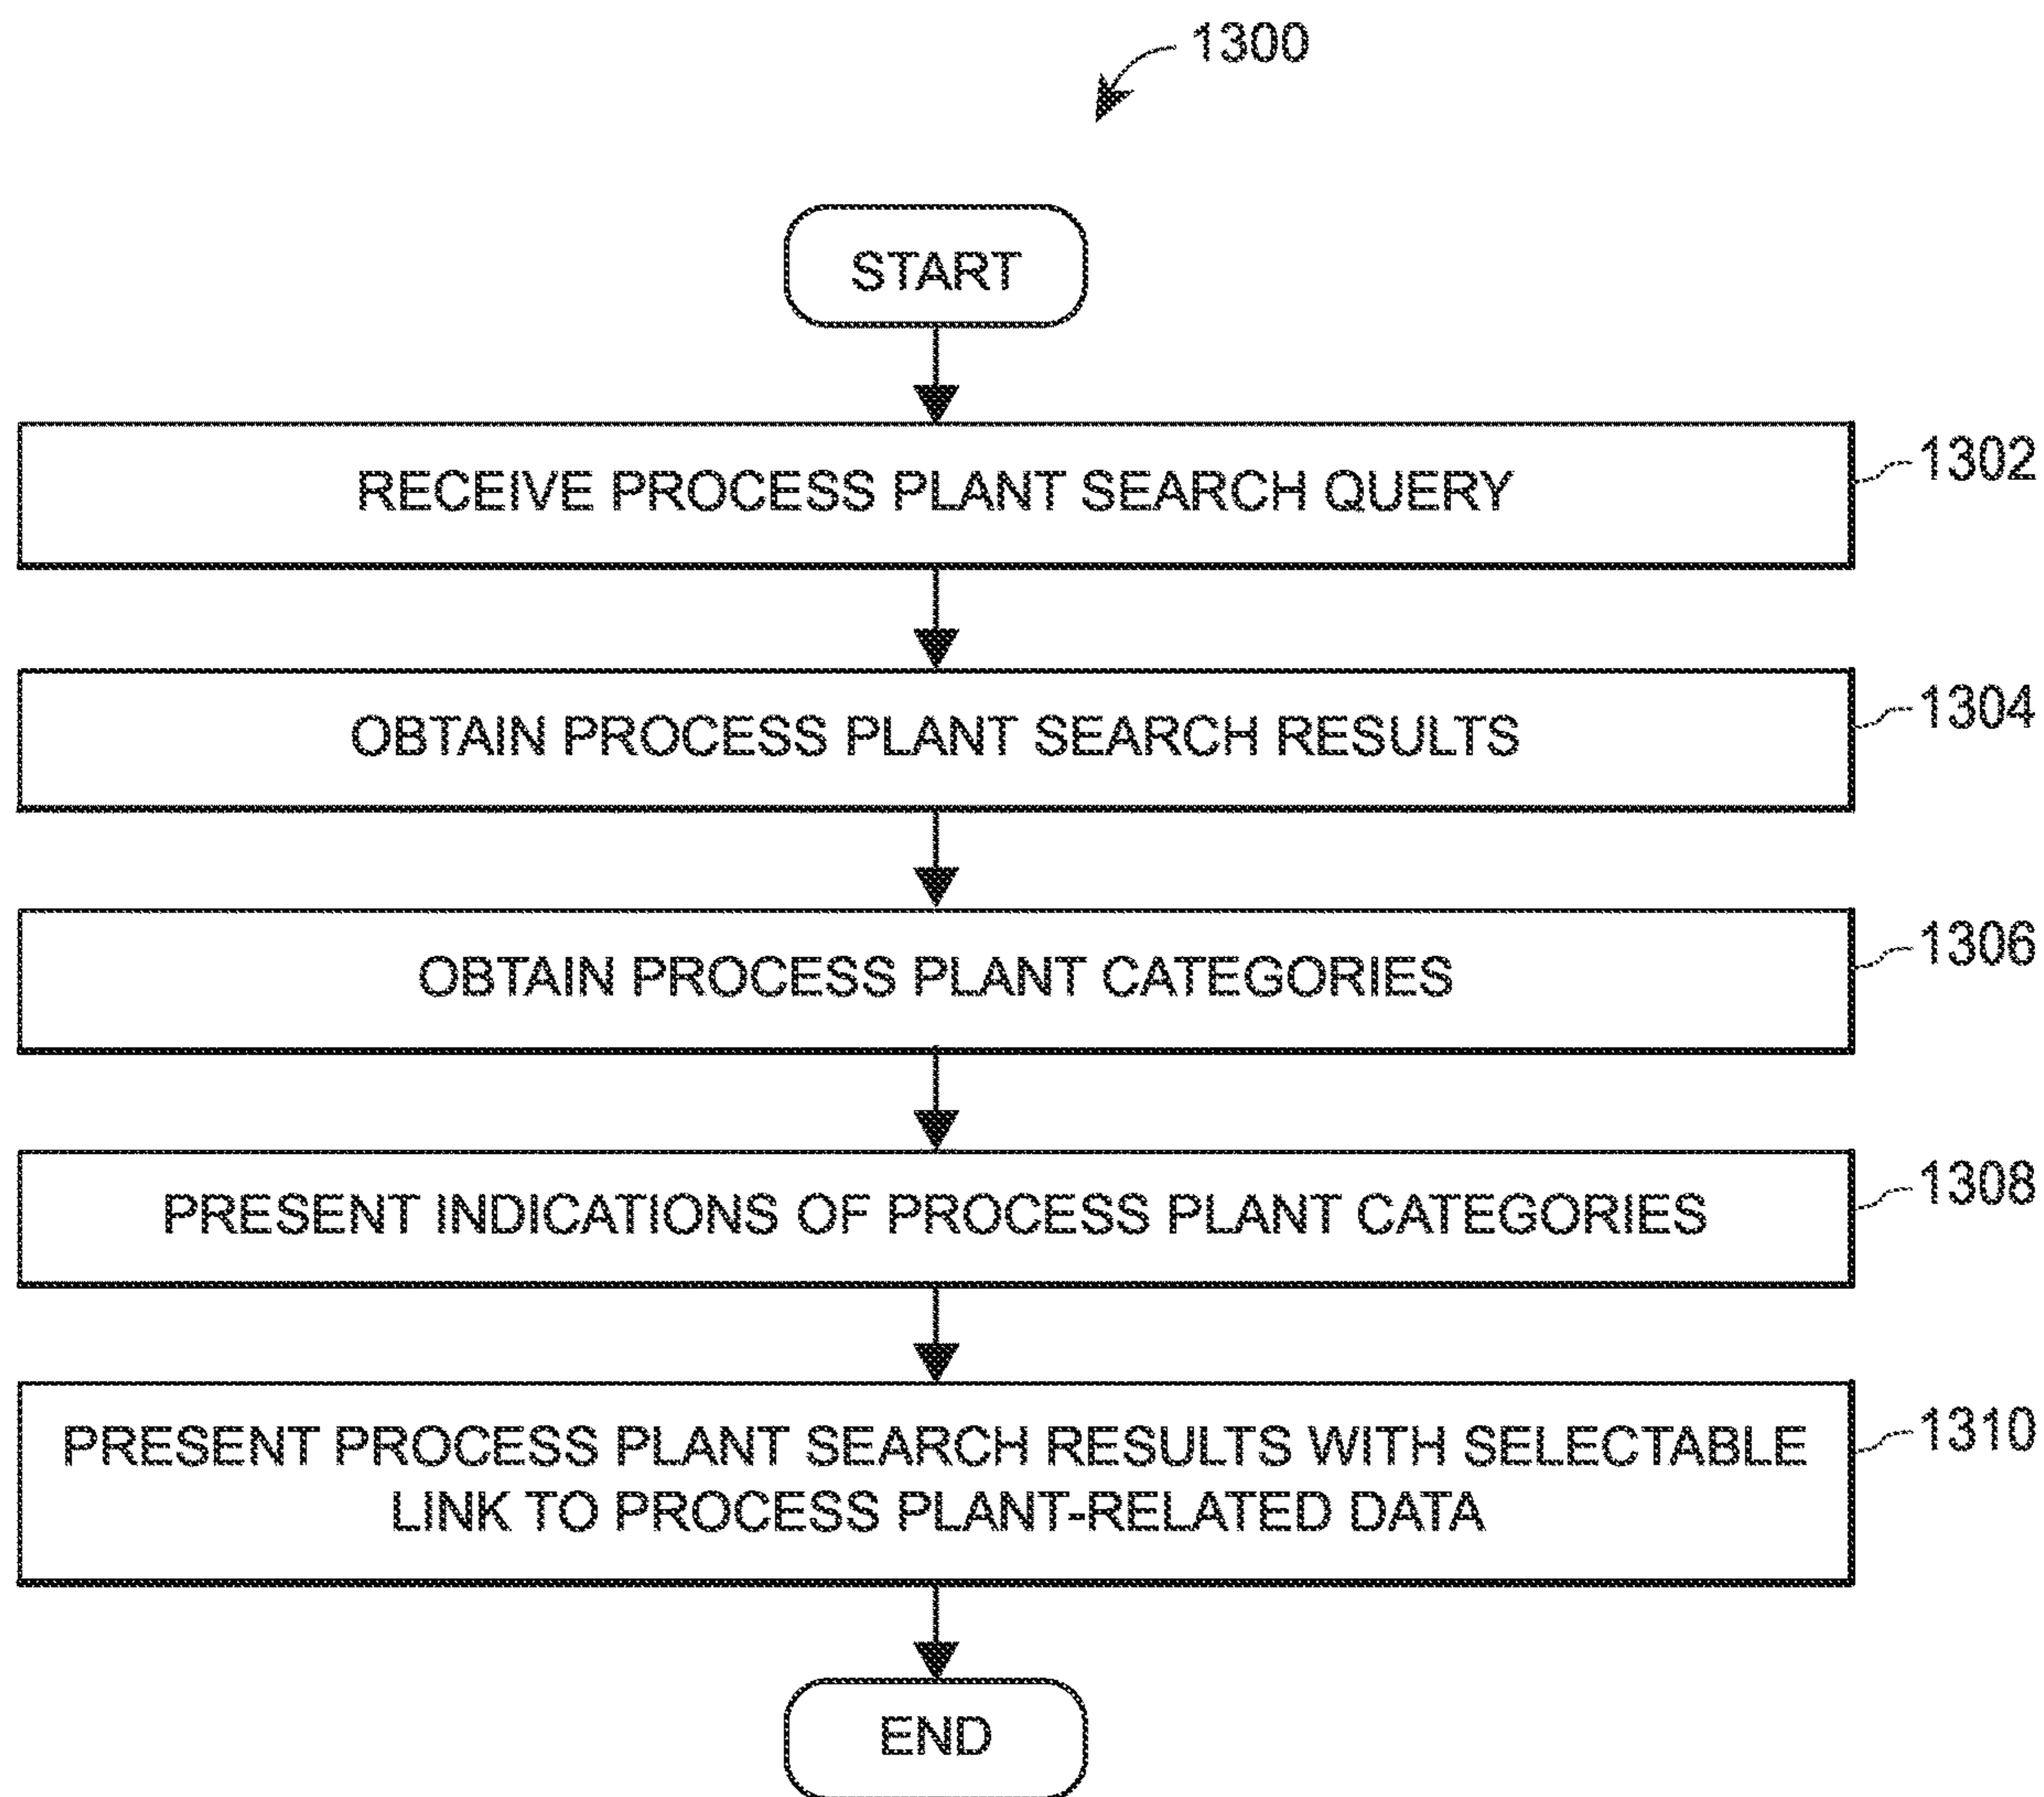 1300
START
RECEIVE PROCESS PLANT SEARCH QUERY
1302
OBTAIN PROCESS PLANT SEARCH RESULTS
1304
OBTAIN PROCESS PLANT CATEGORIES
1306
PRESENT INDICATIONS OF PROCESS PLANT CATEGORIES
1308
PRESENT PROCESS PLANT SEARCH RESULTS WITH SELECTABLE
LINK TO PROCESS PLANT-RELATED DATA
1310
END